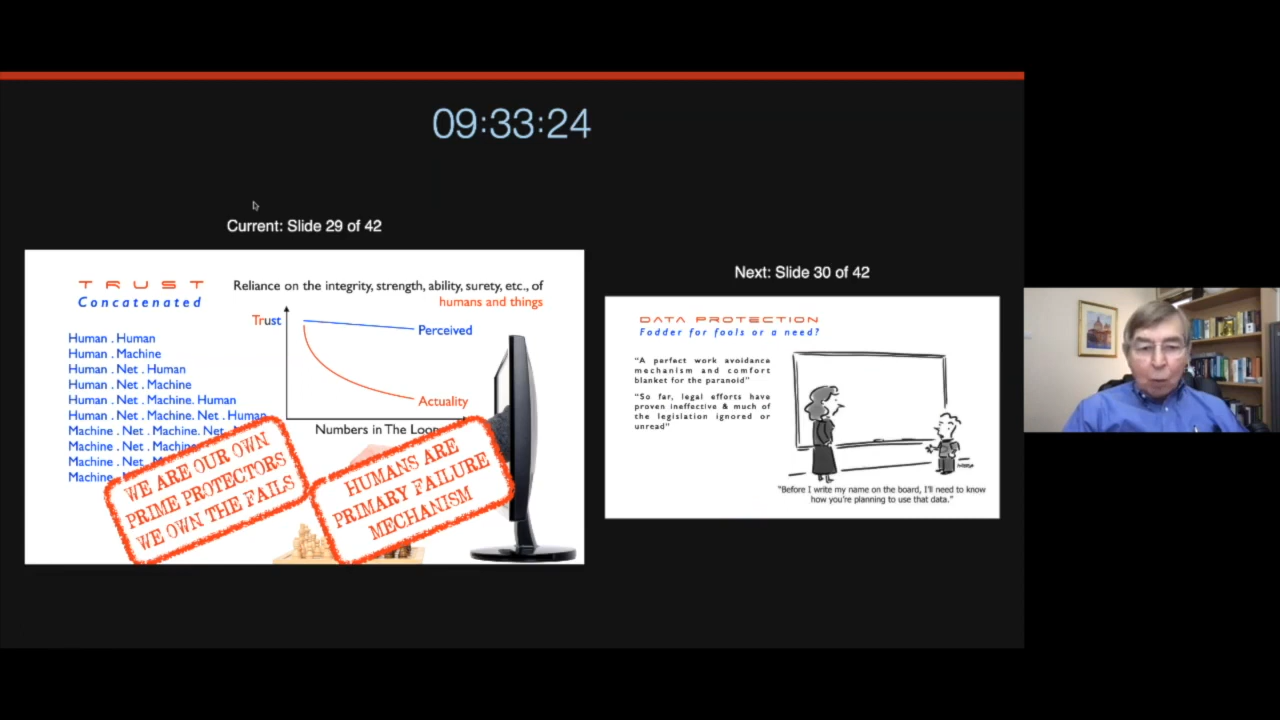 09:33:24
Current: Slide 29 of 42
TRUST
Concatenated
Reliance on the integrity, strength, ability, surety, etc., of
humans and things
Human . Human
Human . Machine
Human . Net . Human
Human . Net . Machine
Human . Net . Machine. Human
Human . Net . Machine. Net . Human
Machine . Net . Machine. Net .
Machine . Net . Machine
Machine . Net .
Machine .
Trust
Perceived
Actuality
Numbers in The Loop
WE ARE OUR OWN
PRIME PROTECTORS
WE OWN THE FAILS
HUMANS ARE
PRIMARY FAILURE
MECHANISM
Next: Slide 30 of 42
DATA PROTECTION
Fodder for fools or a need?
"A perfect work avoidance
mechanism and comfort
blanket for the paranoid"
"So far, legal efforts have
proven ineffective & much of
the legislation ignored or
unread"
"Before I write my name on the board, I'll need to know
how you're planning to use that data."